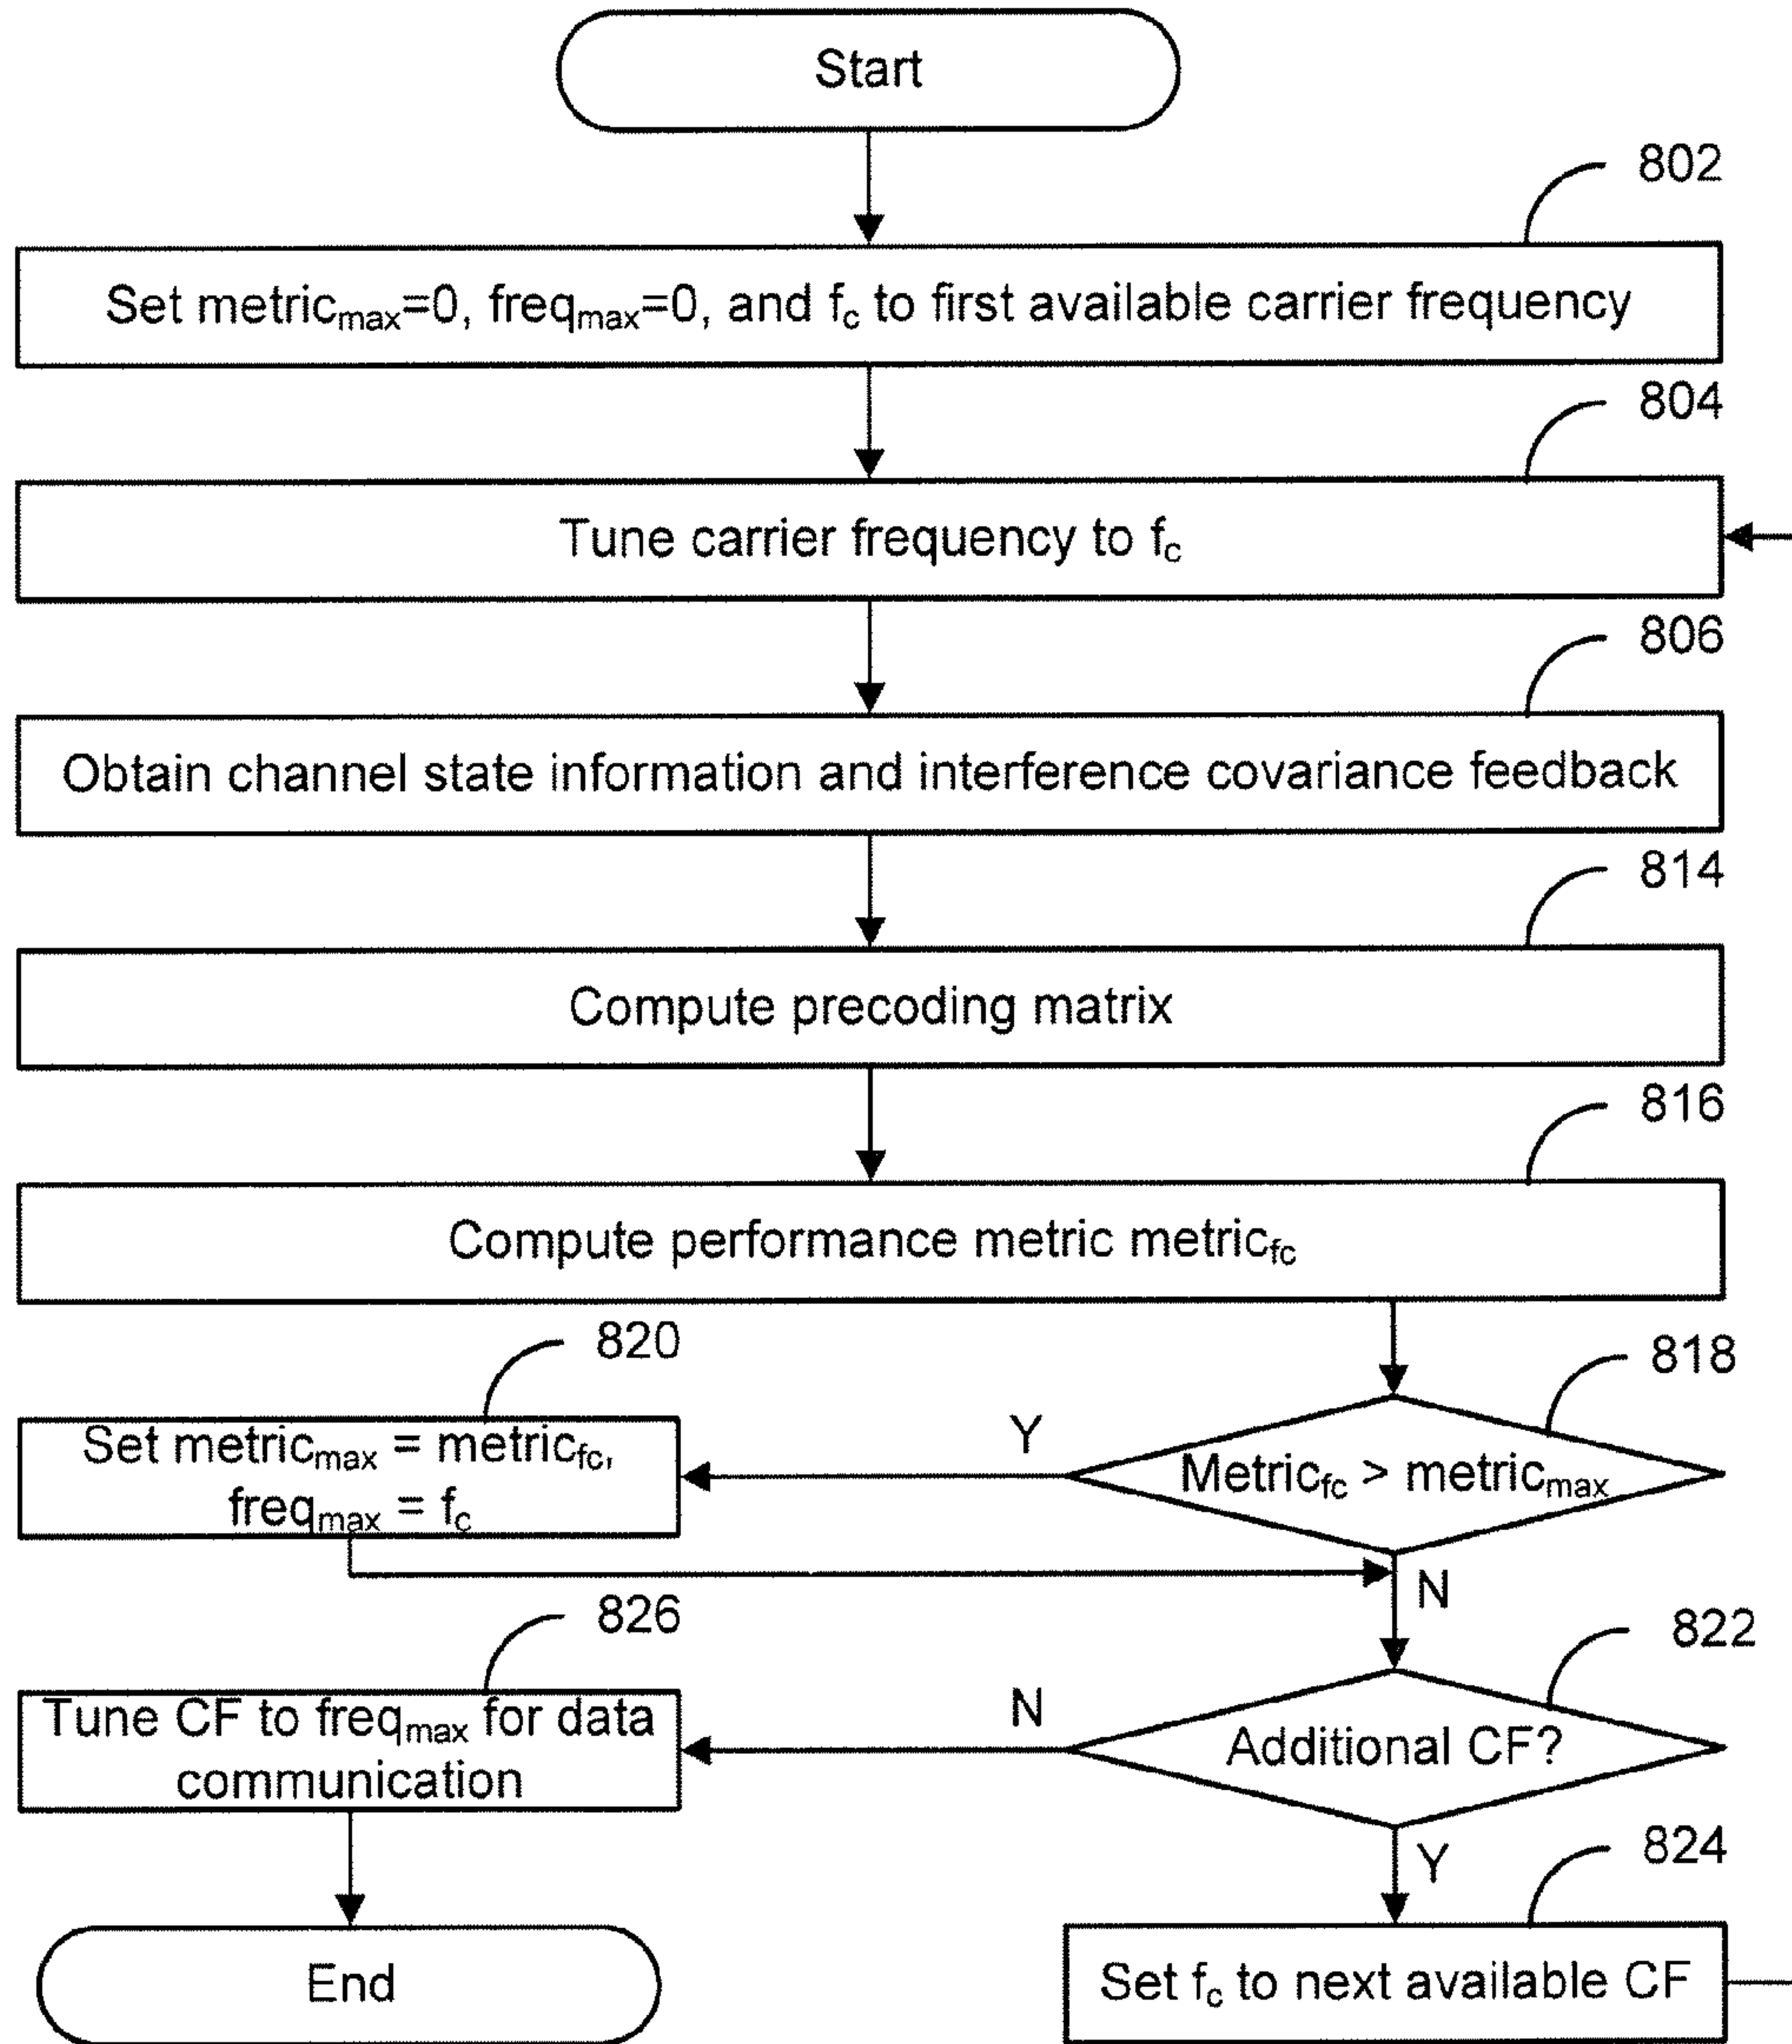 Start
802
Set metricmax=0, freqmax=0, and fc to first available carrier frequency
804
Tune carrier frequency to fc
806
Obtain channel state information and interference covariance feedback
814
Compute precoding matrix
816
Compute performance metric metricfc
820
818
Set metricmax = metricfc,
freqmax = fc
Y
Metricfc > metricmax
N
826
822
Tune CF to freqmax for data
communication
N
Additional CF?
Y
824
End
Set fc to next available CF